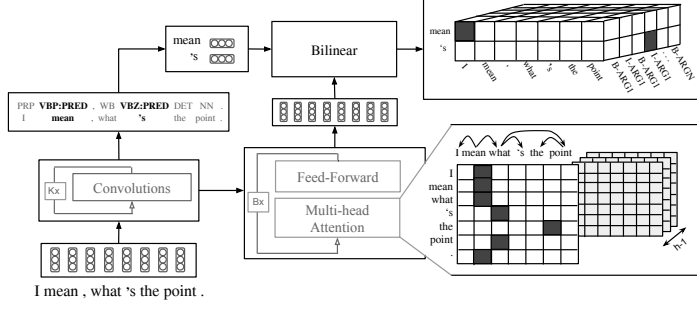 mean
's
Bilinear
mean
's
I
mean
,
what
's
the
point
B-ARG1
I-ARG1
B-ARG1
I-ARG1
. . .
B-ARGN
PRP VBP:PRED , WB VBZ:PRED DET NN .
I mean , what 's the point .
Kx
Convolutions
Bx
Feed-Forward
Multi-head
Attention
I mean what 's the point
I
mean
what
's
the
point
.
h-1
I mean , what 's the point .